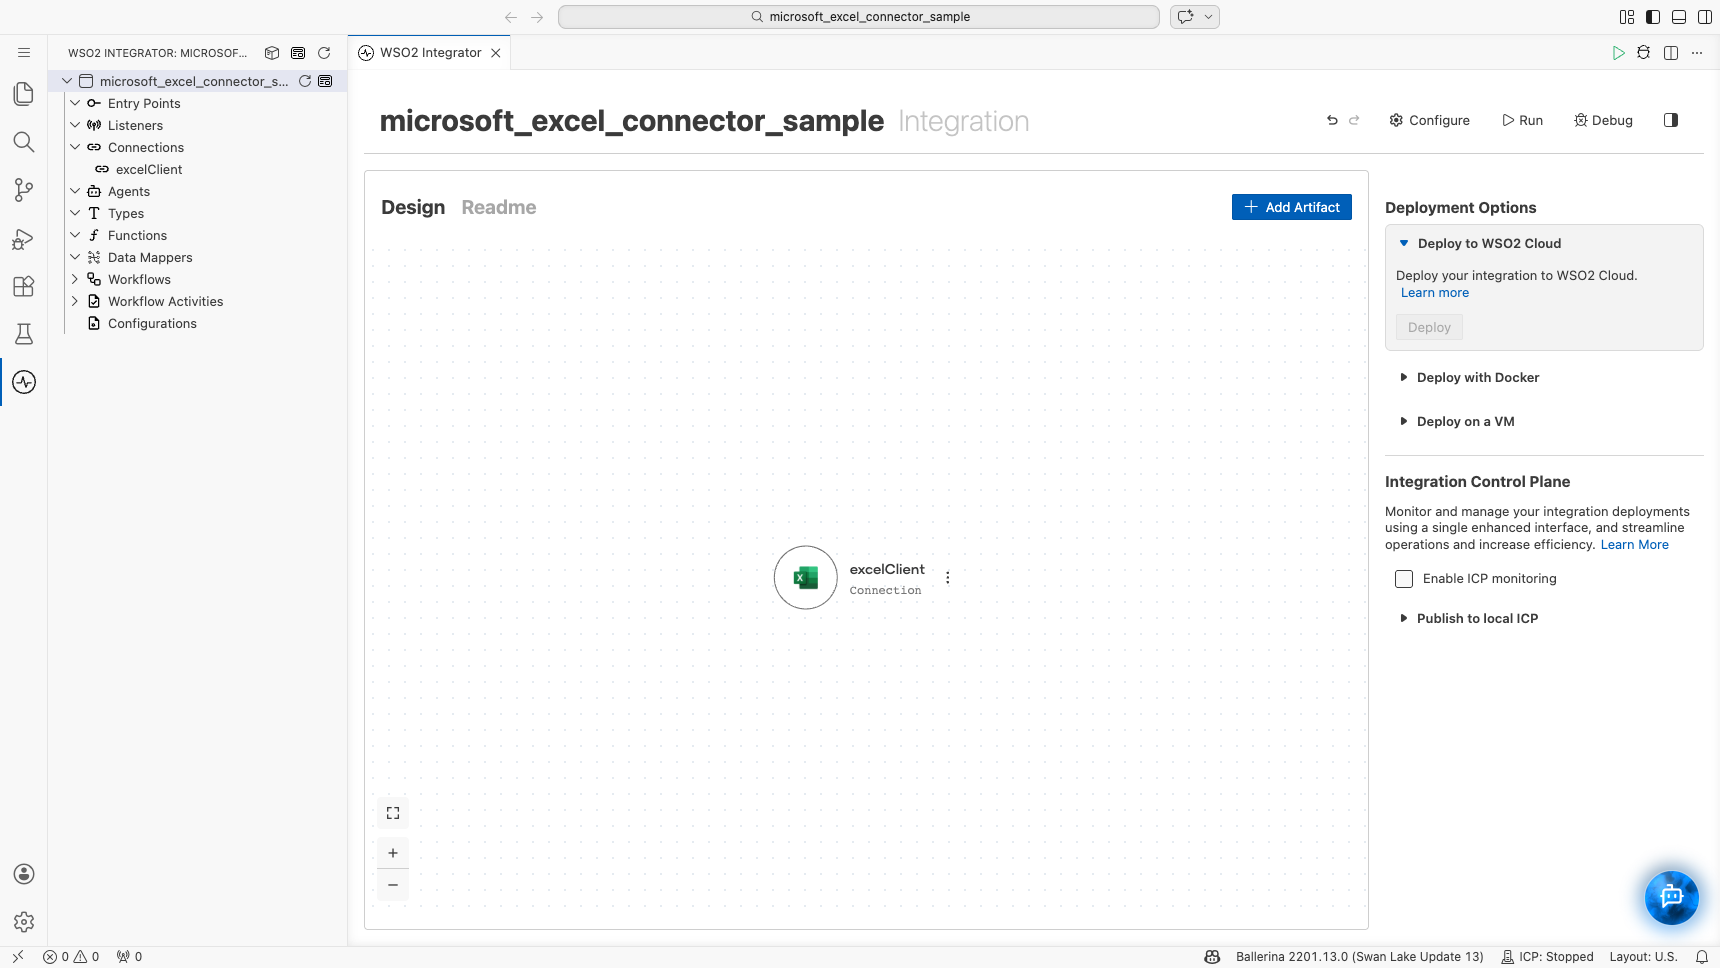 microsoft_excel_connector_sample
WSO2 INTEGRATOR: MICROSOF...
WSO2 Integrator
microsoft_excel_connector_s...
Entry Points
Listeners
Connections
excelClient
Agents
Types
Functions
Data Mappers
Workflows
Workflow Activities
Configurations
microsoft_excel_connector_sample Integration
Configure
Run
Debug
Design Readme
Add Artifact
excelClient
Connection
Deployment Options
Deploy to WSO2 Cloud
Deploy your integration to WSO2 Cloud.
Learn more
Deploy
Deploy with Docker
Deploy on a VM
Integration Control Plane
Monitor and manage your integration deployments
using a single enhanced interface, and streamline
operations and increase efficiency. Learn More
Enable ICP monitoring
Publish to local ICP
0 0 0
Ballerina 2201.13.0 (Swan Lake Update 13)
ICP: Stopped
Layout: U.S.